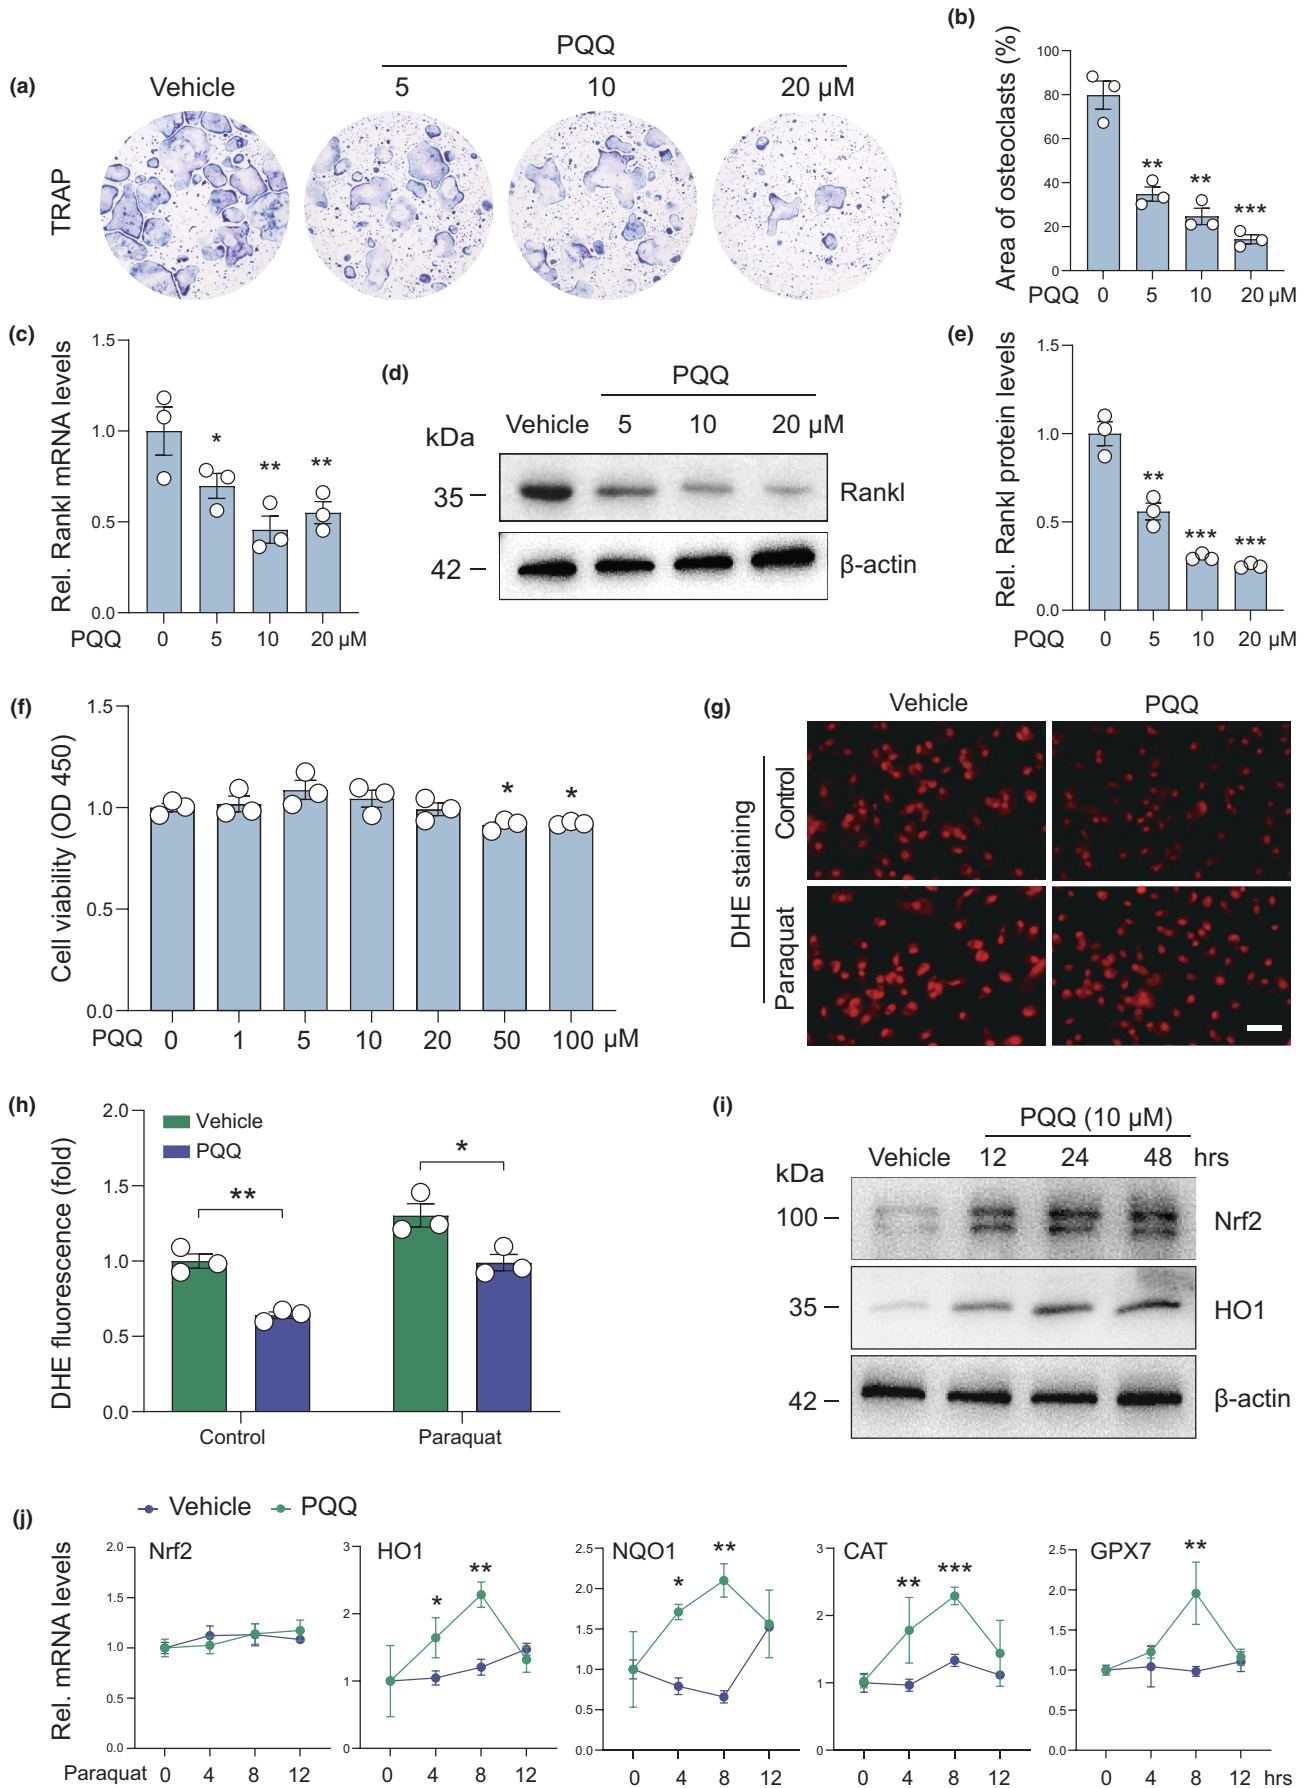 (a)
PQQ
Vehicle 5 10 20 μM
TRAP
(b)
Area of osteoclasts (%)
100
80
60
40
20
0
** ** ***
PQQ 0 5 10 20 μM
(c)
Rel. Rankl mRNA levels
1.5
1.0
0.5
0.0
* ** **
PQQ 0 5 10 20 μM
(d)
PQQ
kDa Vehicle 5 10 20 μM
35 Rankl
42 β-actin
(e)
Rel. Rankl protein levels
1.5
1.0
0.5
0.0
** *** ***
PQQ 0 5 10 20 μM
(f)
Cell viability (OD 450)
1.5
1.0
0.5
0.0
* *
PQQ 0 1 5 10 20 50 100 μM
(g)
Vehicle PQQ
DHE staining
Control
Paraquat
(h)
DHE fluorescence (fold)
2.0
1.5
1.0
0.5
0.0
Vehicle
PQQ
** *
Control Paraquat
(i)
PQQ (10 μM)
kDa Vehicle 12 24 48 hrs
100 Nrf2
35 HO1
42 β-actin
(j)
Vehicle PQQ
Rel. mRNA levels
Nrf2
2.0
1.5
1.0
0.5
0.0
Paraquat 0 4 8 12
HO1
3
2
1
0
* **
0 4 8 12
NQO1
2.5
2.0
1.5
1.0
0.5
0.0
* **
0 4 8 12
CAT
3
2
1
0
** ***
0 4 8 12
GPX7
2.5
2.0
1.5
1.0
0.5
0.0
**
0 4 8 12 hrs